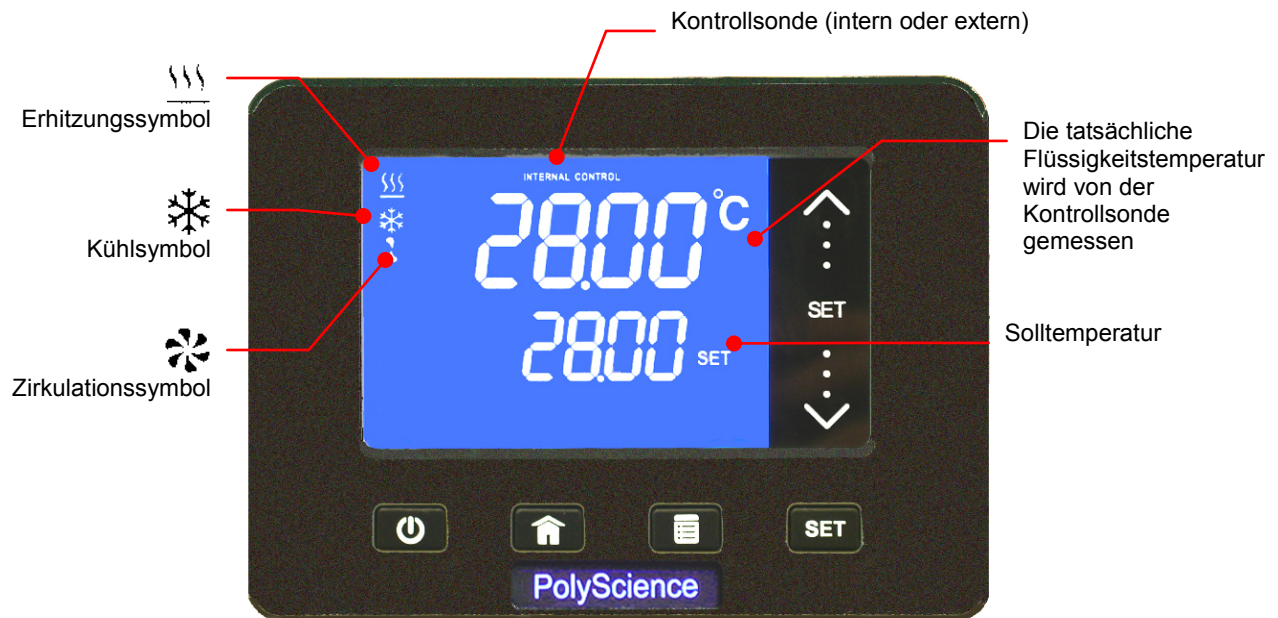 Kontrollsonde (intern oder extern)
Erhitzungssymbol
Kühlsymbol
Zirkulationssymbol
INTERNAL CONTROL
28.00 °C
28.00 SET
SET
Die tatsächliche
Flüssigkeitstemperatur
wird von der
Kontrollsonde
gemessen
Solltemperatur
SET
PolyScience